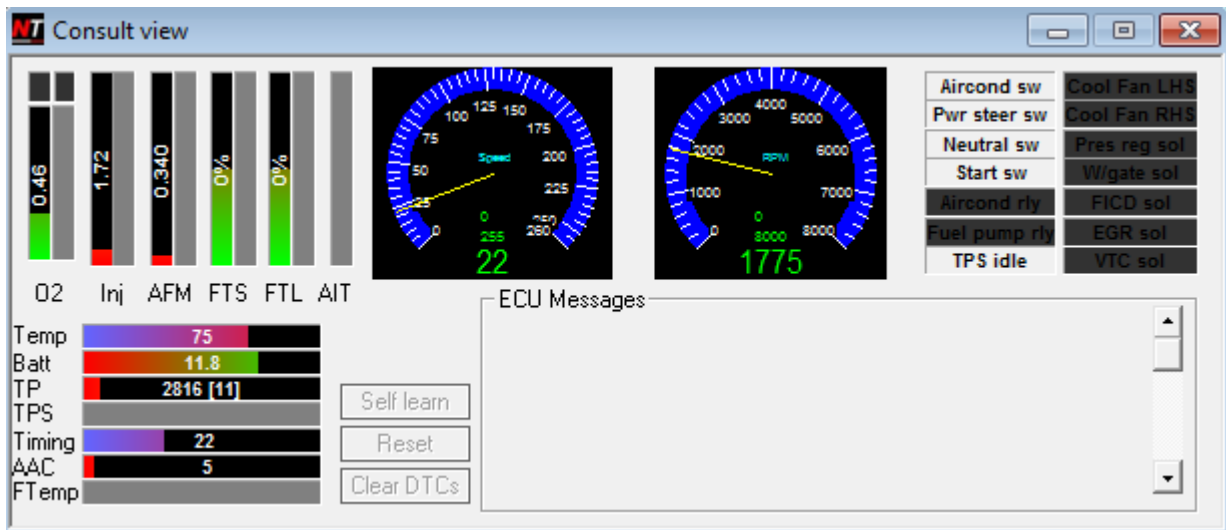 NT Consult view
0.46
1.72
0.340
0%
0%
O2 Inj AFM FTS FTL AIT
0 25 50 75 100 125 150 175 200 225 250 260
Speed
0
255
22
0 1000 2000 3000 4000 5000 6000 7000 8000
RPM
0
8000
1775
Aircond sw Cool Fan LHS
Pwr steer sw Cool Fan RHS
Neutral sw Pres reg sol
Start sw W/gate sol
Aircond rly FICD sol
Fuel pump rly EGR sol
TPS idle VTC sol
Temp 75
Batt 11.8
TP 2816 [11]
TPS
Timing 22
AAC 5
FTemp
Self learn
Reset
Clear DTCs
ECU Messages